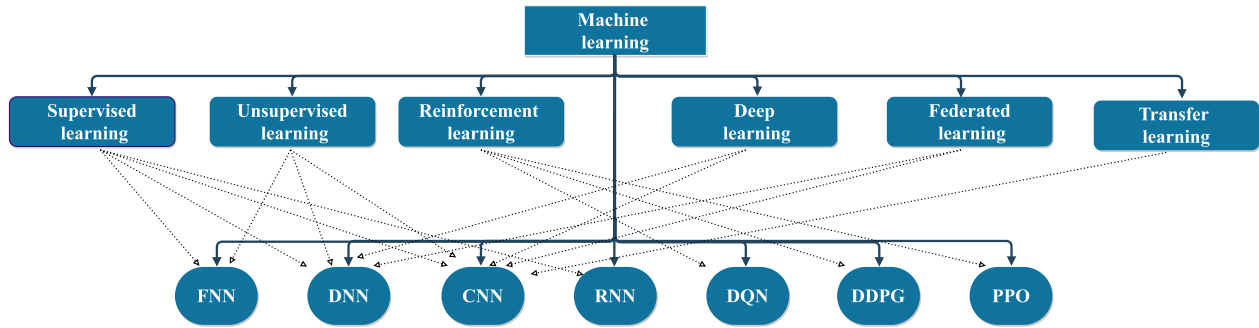 Machine
learning
Supervised
learning
Unsupervised
learning
Reinforcement
learning
Deep
learning
Federated
learning
Transfer
learning
FNN
DNN
CNN
RNN
DQN
DDPG
PPO